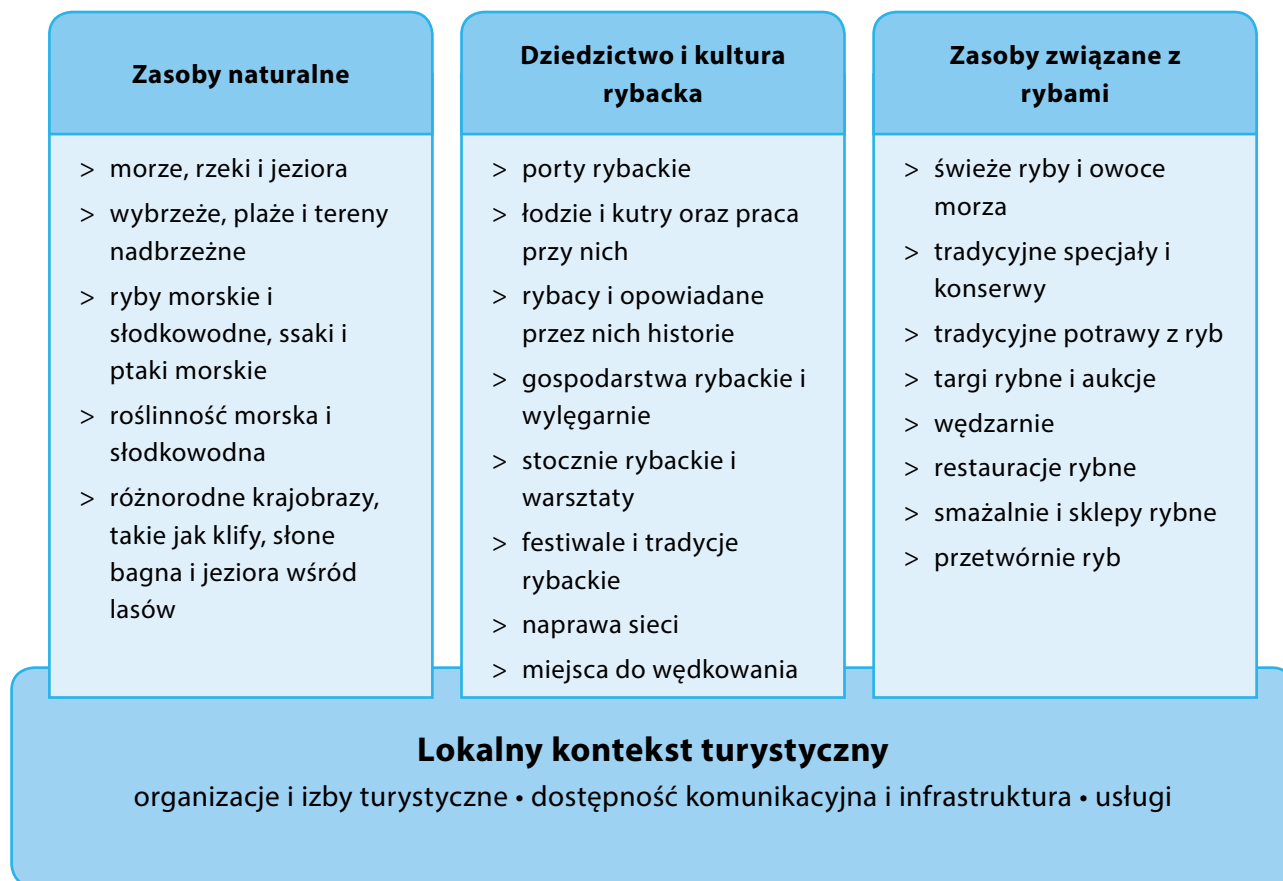 Zasoby naturalne
> morze, rzeki i jeziora
> wybrzeże, plaże i tereny
nadbrzeżne
> ryby morskie i
słodkowodne, ssaki i
ptaki morskie
> roślinność morska i
słodkowodna
> różnorodne krajobrazy,
takie jak klify, słone
bagna i jeziora wśród
lasów
Dziedzictwo i kultura
rybacka
> porty rybackie
> łodzie i kutry oraz praca
przy nich
> rybacy i opowiadane
przez nich historie
> gospodarstwa rybackie i
wylęgarnie
> stocznie rybackie i
warsztaty
> festiwale i tradycje
rybackie
> naprawa sieci
> miejsca do wędkowania
Zasoby związane z
rybami
> świeże ryby i owoce
morza
> tradycyjne specjały i
konserwy
> tradycyjne potrawy z ryb
> targi rybne i aukcje
> wędzarnie
> restauracje rybne
> smażalnie i sklepy rybne
> przetwórnie ryb
Lokalny kontekst turystyczny
organizacje i izby turystyczne • dostępność komunikacyjna i infrastruktura • usługi